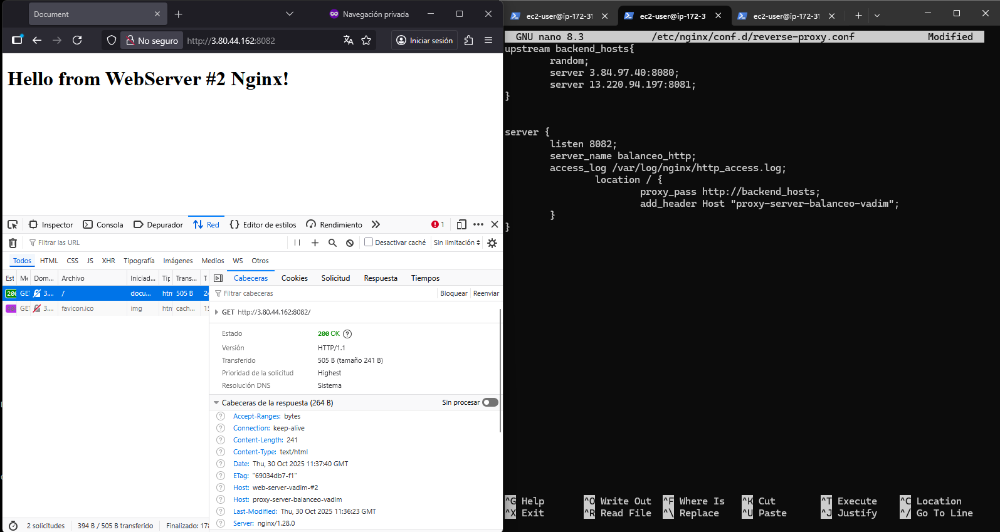 Document
Navegación privada
No seguro
http://3.80.44.162:8082
Iniciar sesión
Hello from WebServer #2 Nginx!
Inspector
Consola
Depurador
Red
Editor de estilos
Rendimiento
1
Filtrar las URL
Desactivar caché
Sin limitación
Todos
HTML
CSS
JS
XHR
Tipografía
Imágenes
Medios
WS
Otros
Est
Mé
Dom...
Archivo
Iniciad...
Tip
Trans...
T
200
GET
3....
/
docu...
htm
505 B
24
GET
3....
favicon.ico
img
htm
cach...
15
Cabeceras
Cookies
Solicitud
Respuesta
Tiempos
Filtrar cabeceras
Bloquear
Reenviar
GET http://3.80.44.162:8082/
Estado 200 OK
Versión HTTP/1.1
Transferido 505 B (tamaño 241 B)
Prioridad de la solicitud Highest
Resolución DNS Sistema
Cabeceras de la respuesta (264 B)
Sin procesar
Accept-Ranges: bytes
Connection: keep-alive
Content-Length: 241
Content-Type: text/html
Date: Thu, 30 Oct 2025 11:37:40 GMT
ETag: "69034db7-f1"
Host: web-server-vadim-#2
Host: proxy-server-balanceo-vadim
Last-Modified: Thu, 30 Oct 2025 11:36:23 GMT
Server: nginx/1.28.0
2 solicitudes
394 B / 505 B transferido
Finalizado: 178
ec2-user@ip-172-31
ec2-user@ip-172-3
ec2-user@ip-172-31
GNU nano 8.3 /etc/nginx/conf.d/reverse-proxy.conf Modified
upstream backend_hosts{
random;
server 3.84.97.40:8080;
server 13.220.94.197:8081;
}
server {
listen 8082;
server_name balanceo_http;
access_log /var/log/nginx/http_access.log;
location / {
proxy_pass http://backend_hosts;
add_header Host "proxy-server-balanceo-vadim";
}
}
^G Help ^O Write Out ^F Where Is ^K Cut ^T Execute ^C Location
^X Exit ^R Read File ^\ Replace ^U Paste ^J Justify ^/ Go To Line